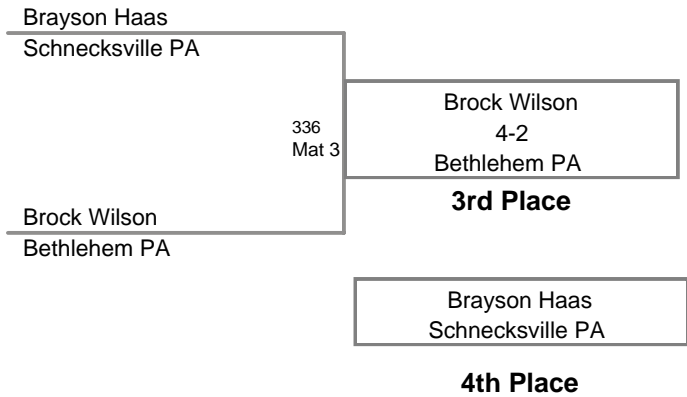 Brayson Haas
Schnecksville PA
336
Mat 3
Brock Wilson
4-2
Bethlehem PA
3rd Place
Brock Wilson
Bethlehem PA
Brayson Haas
Schnecksville PA
4th Place